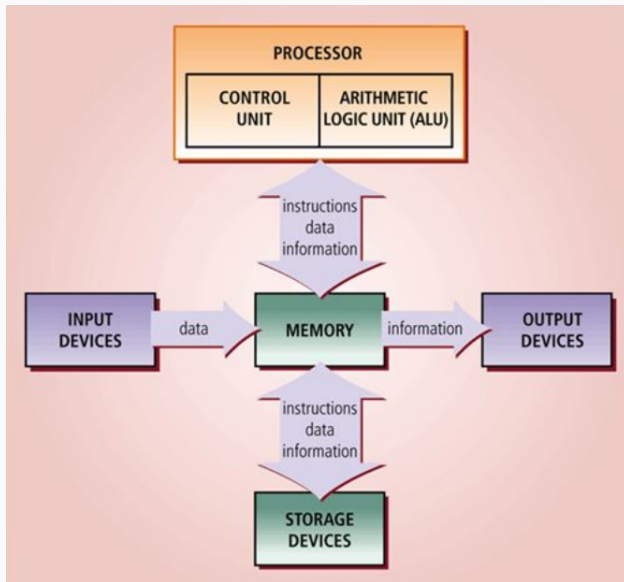 PROCESSOR
CONTROL
UNIT
ARITHMETIC
LOGIC UNIT (ALU)
instructions
data
information
INPUT
DEVICES
data
MEMORY
information
OUTPUT
DEVICES
instructions
data
information
STORAGE
DEVICES